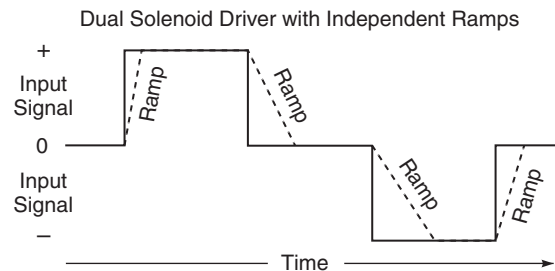 Dual Solenoid Driver with Independent Ramps
+
Input
Signal
0
Input
Signal
–
Ramp
Ramp
Ramp
Ramp
Time